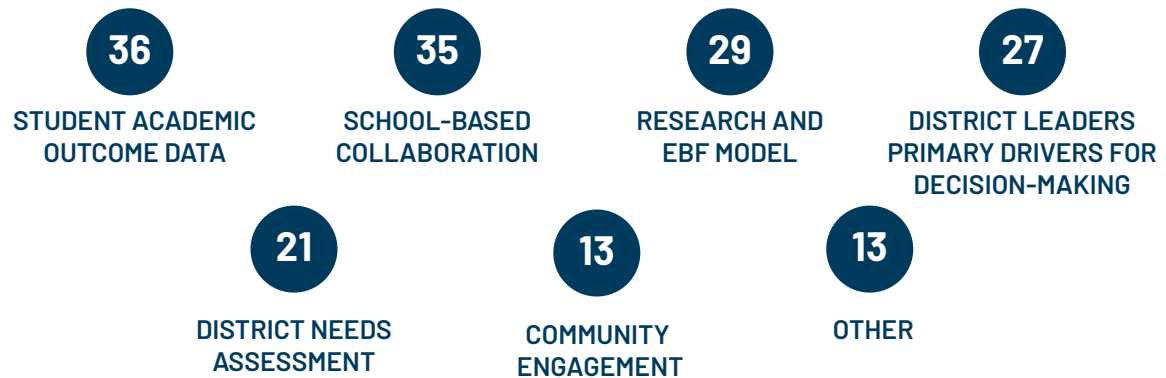 36
STUDENT ACADEMIC
OUTCOME DATA
35
SCHOOL-BASED
COLLABORATION
29
RESEARCH AND
EBF MODEL
27
DISTRICT LEADERS
PRIMARY DRIVERS FOR
DECISION-MAKING
21
DISTRICT NEEDS
ASSESSMENT
13
COMMUNITY
ENGAGEMENT
13
OTHER